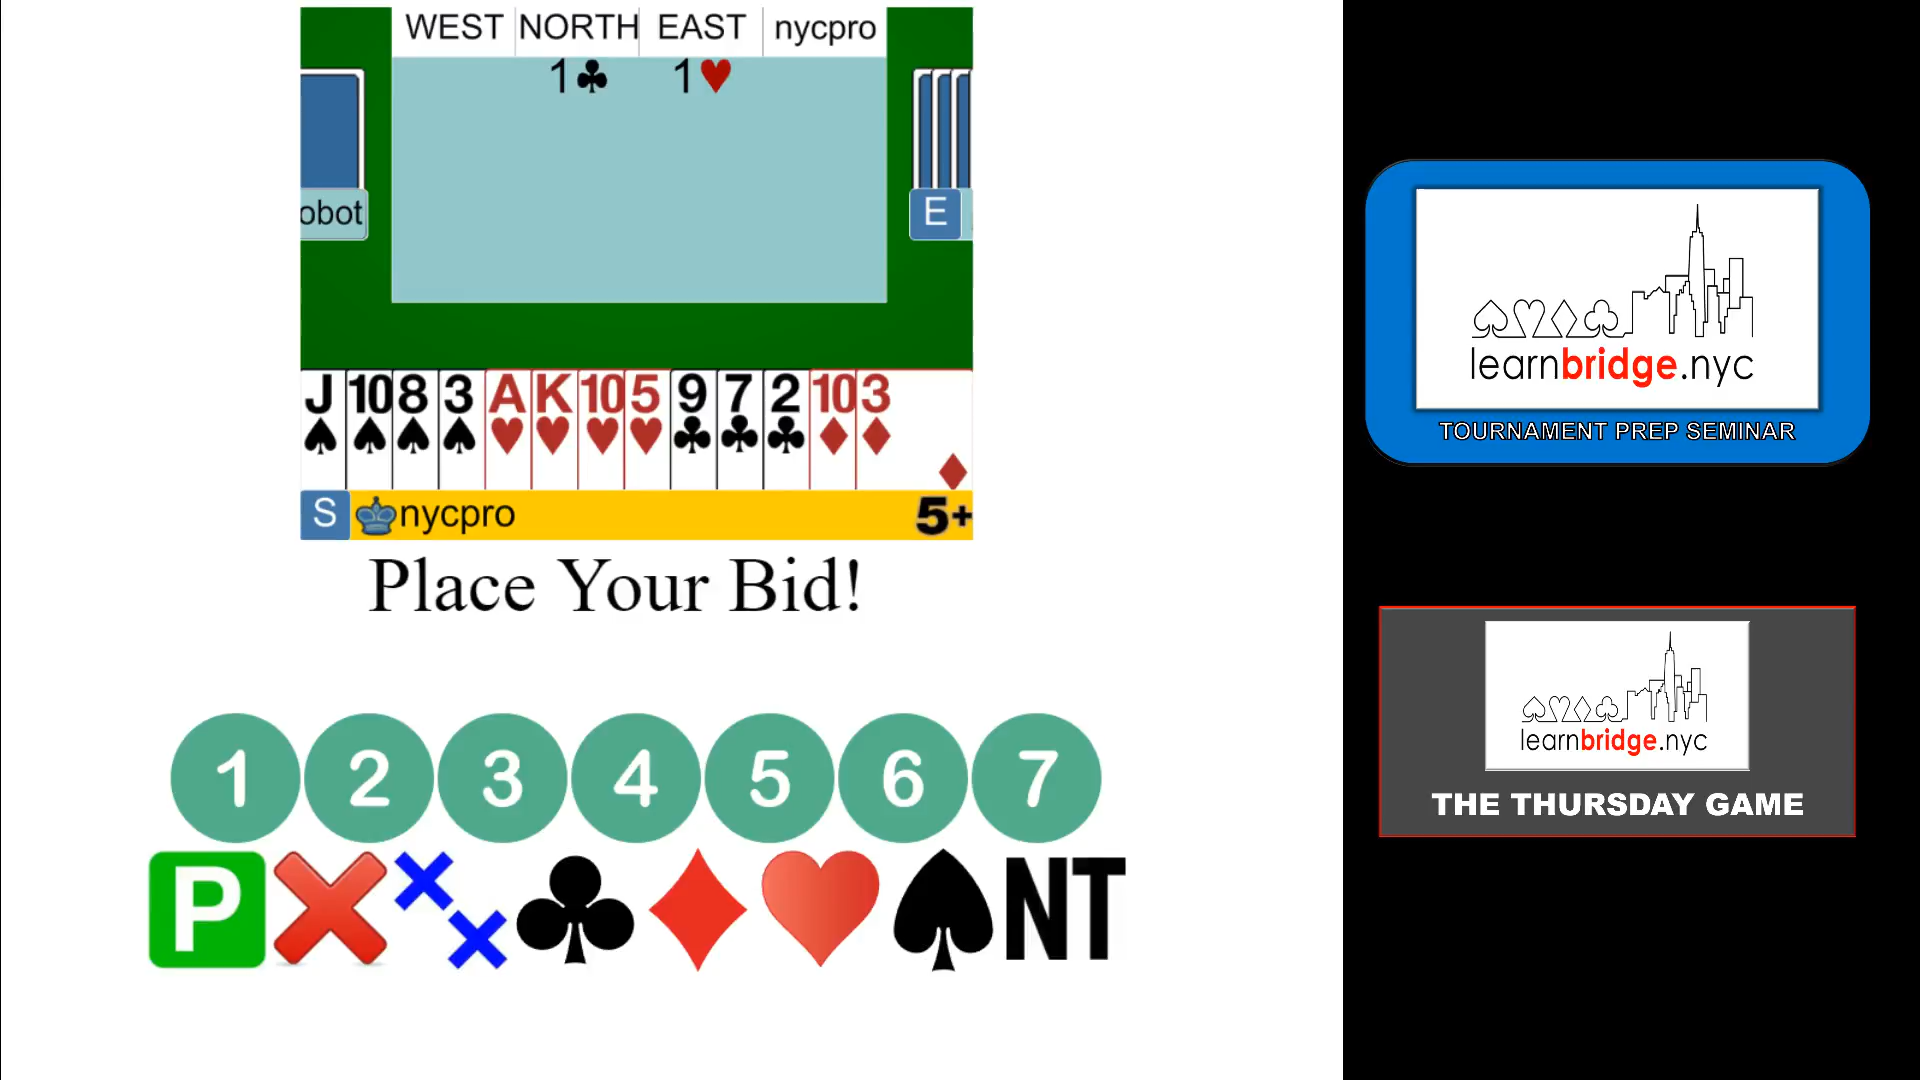 WEST NORTH EAST nycpro
1♣ 1♥
obot
E
J 10 8 3 A K 10 5 9 7 2 10 3
♠ ♠ ♠ ♠ ♥ ♥ ♥ ♥ ♣ ♣ ♣ ♦ ♦
S nycpro 5+
Place Your Bid!
1 2 3 4 5 6 7
P NT
learnbridge.nyc
TOURNAMENT PREP SEMINAR
learnbridge.nyc
THE THURSDAY GAME